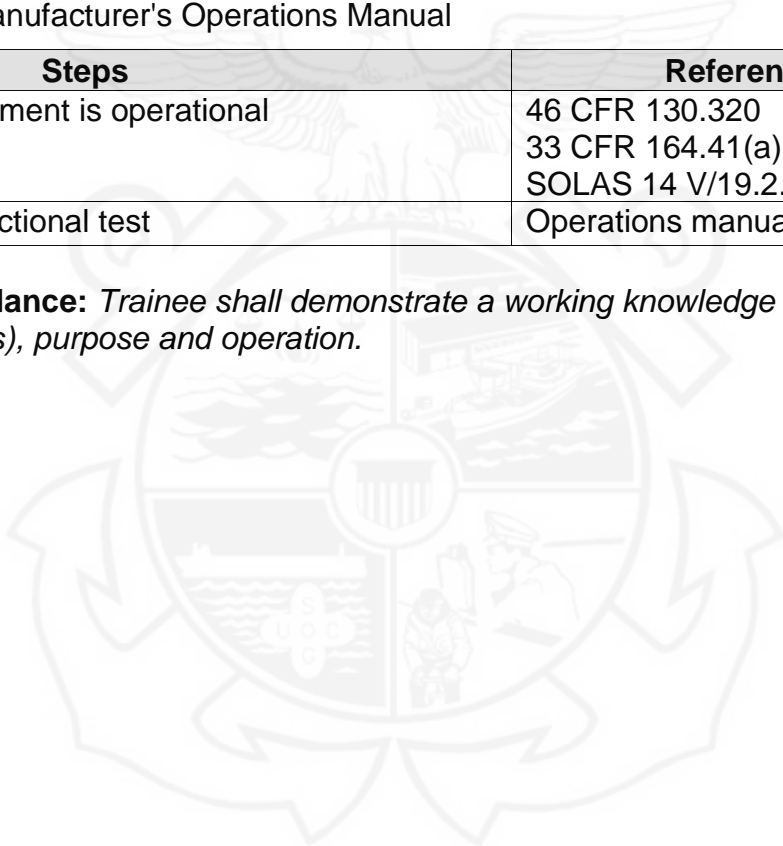 anufacturer's Operations Manual
Steps Referen
ment is operational 46 CFR 130.320
33 CFR 164.41(a)
SOLAS 14 V/19.2.
ctional test Operations manua
lance: Trainee shall demonstrate a working knowledge
s), purpose and operation.
S
U O C
G